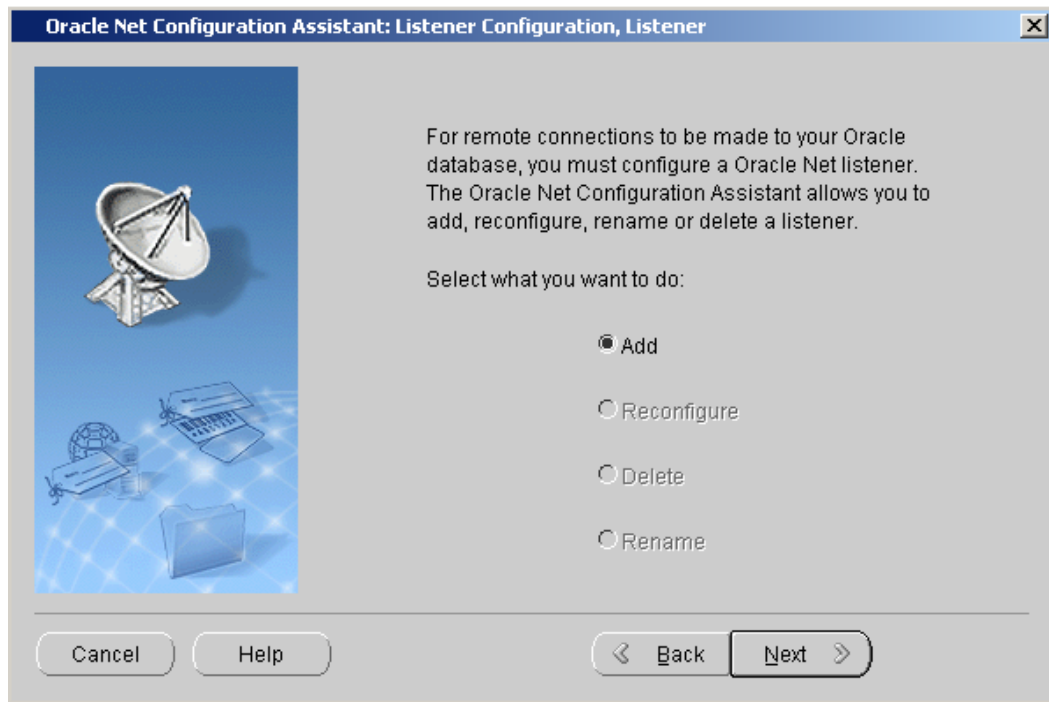 Oracle Net Configuration Assistant: Listener Configuration, Listener
For remote connections to be made to your Oracle
database, you must configure a Oracle Net listener.
The Oracle Net Configuration Assistant allows you to
add, reconfigure, rename or delete a listener.
Select what you want to do:
Add
Reconfigure
Delete
Rename
Cancel
Help
Back
Next